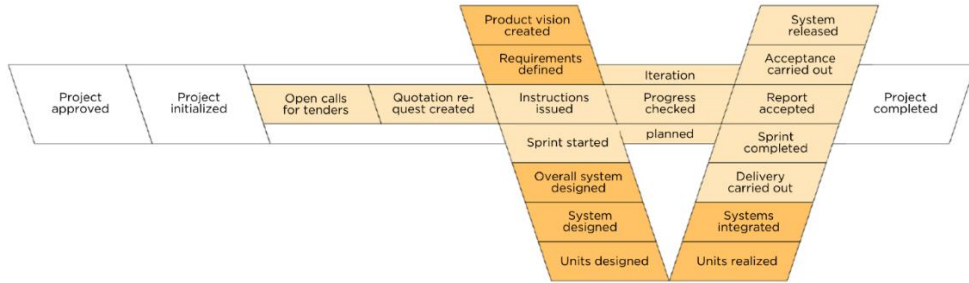 Product vision
created
System
released
Requirements
defined
Iteration
Acceptance
carried out
Project
approved
Project
initialized
Open calls
for tenders
Quotation re-
quest created
Instructions
issued
Progress
checked
Report
accepted
Project
completed
Sprint started
planned
Sprint
completed
Overall system
designed
Delivery
carried out
System
designed
Systems
integrated
Units designed
Units realized